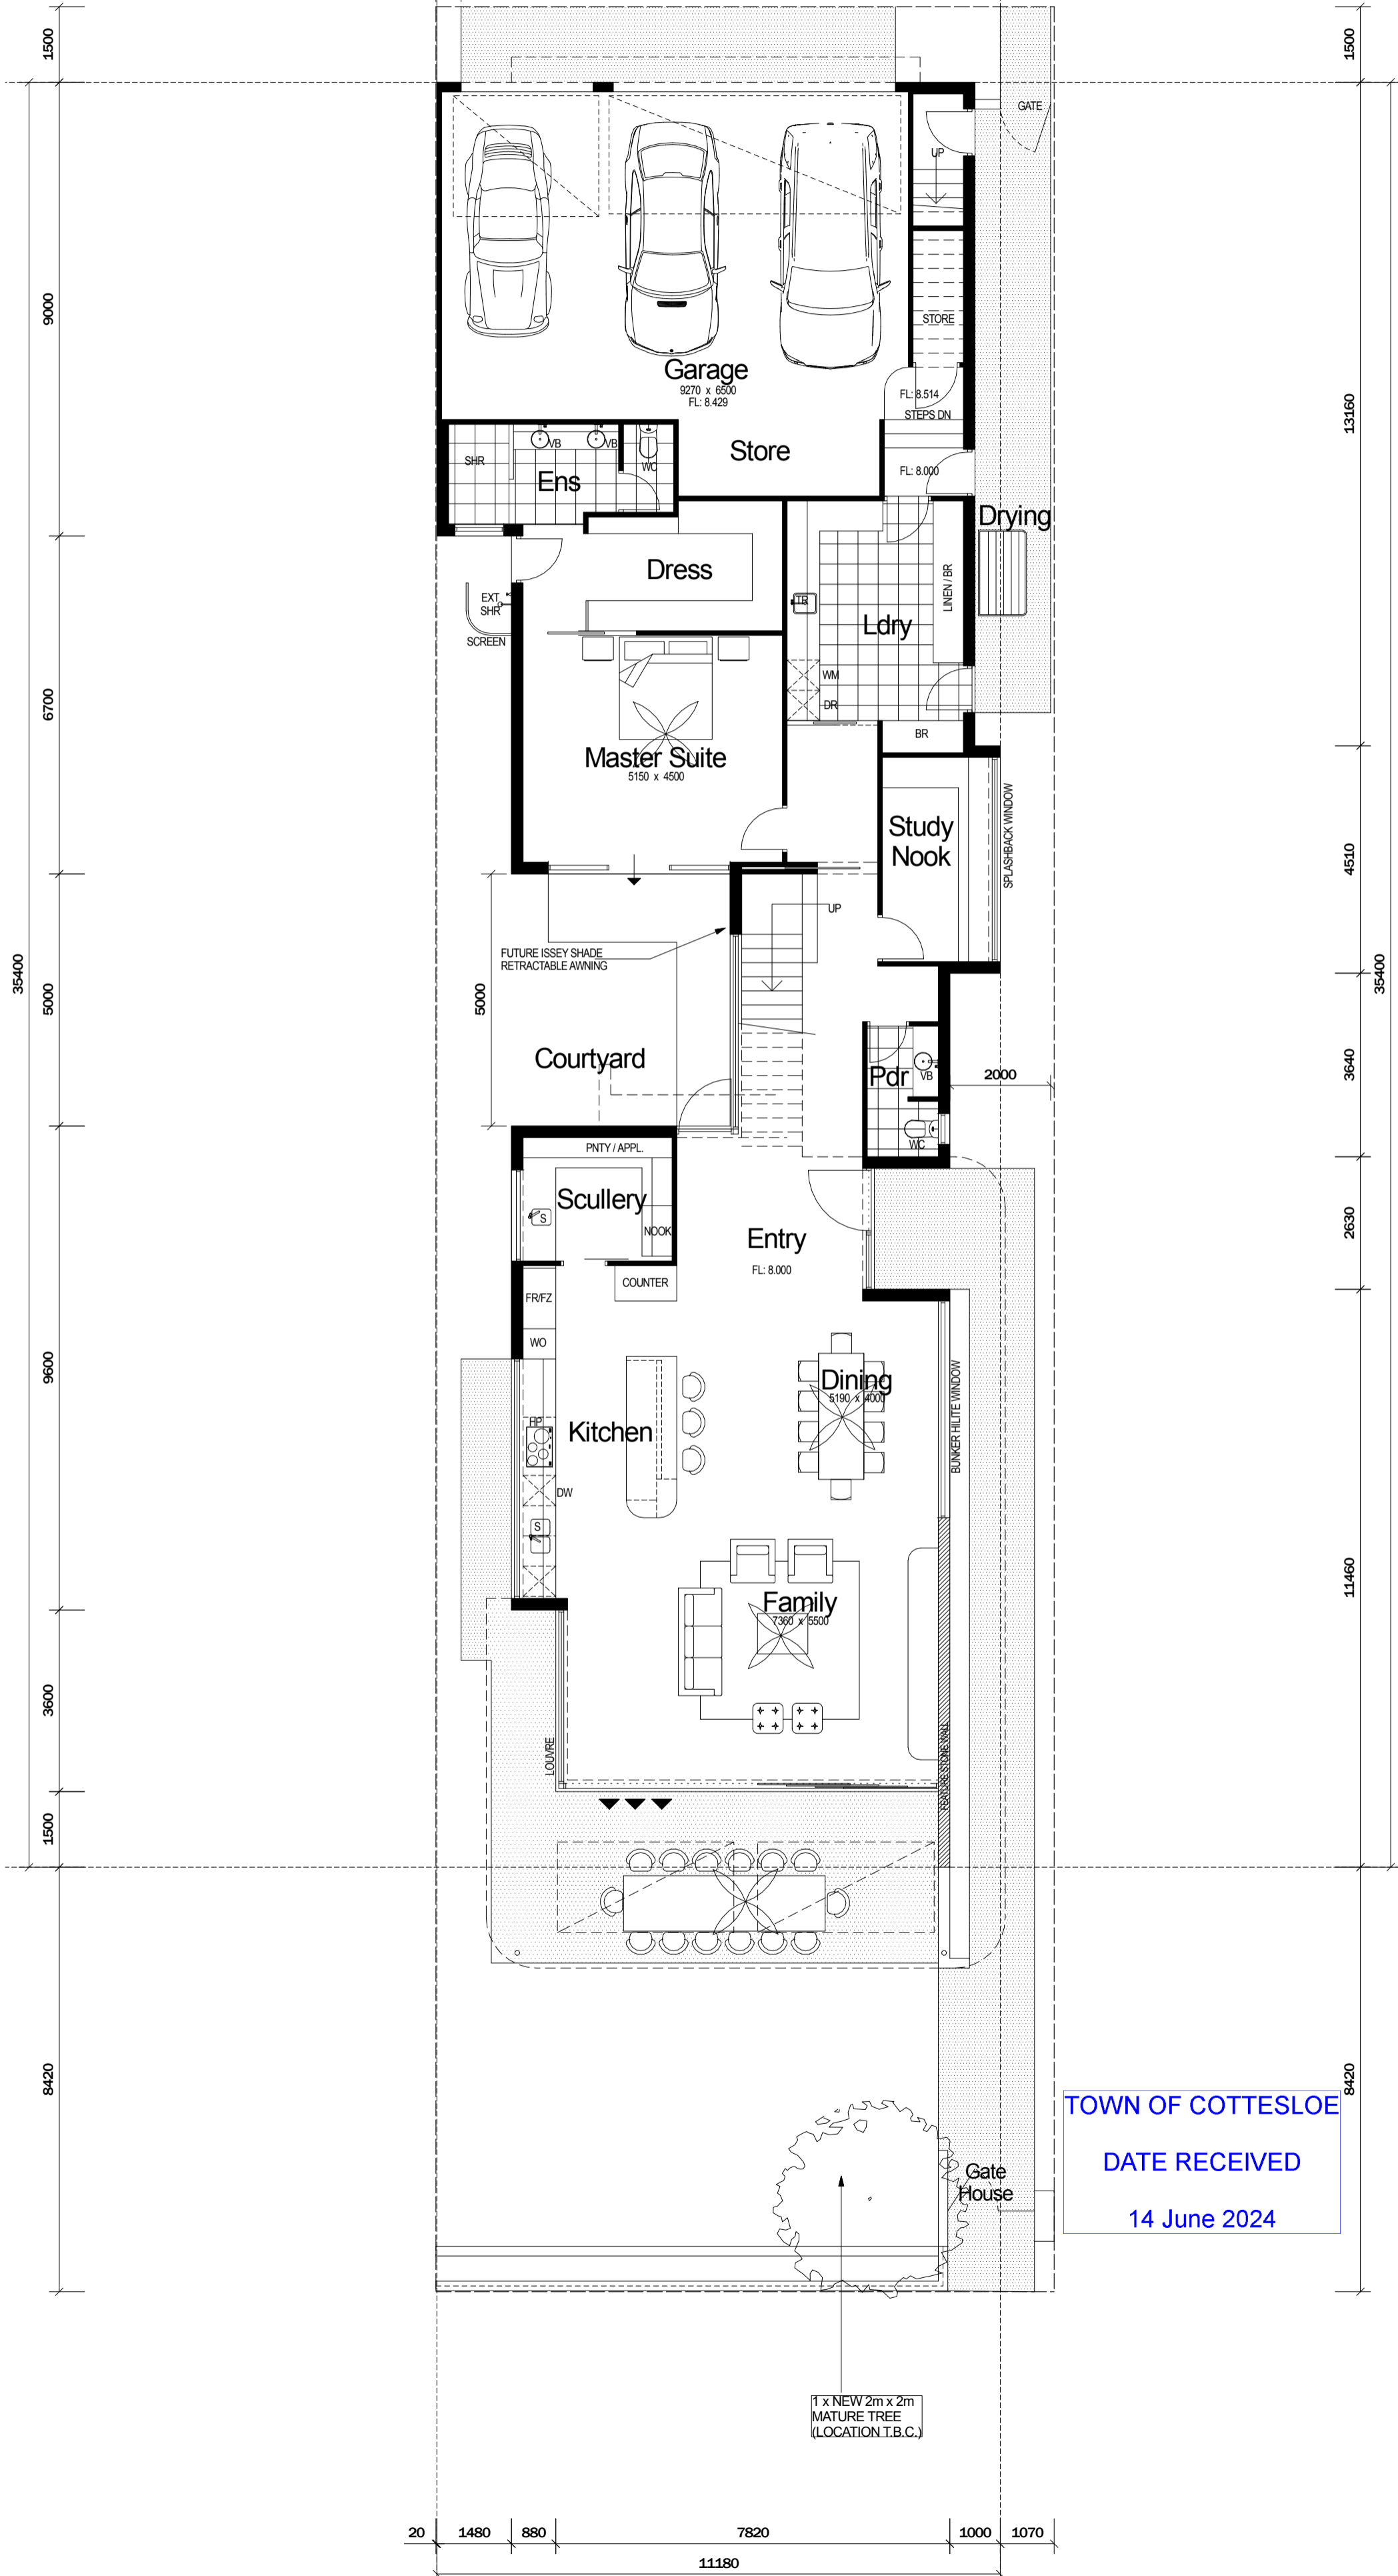 1500
1500
GATE
UP
9000
STORE
Garage
9270 x 6500
FL: 8.429
FL: 8.514
STEPS DN
13160
SHR
VB
VB
WC
Store
Ens
FL: 8.000
Drying
Dress
LINEN / BR
EXT
SHR
TR
Ldry
SCREEN
6700
WM
DR
BR
Master Suite
5150 x 4500
Study
Nook
SPLASHBACK WINDOW
4510
UP
FUTURE ISSEY SHADE
RETRACTABLE AWNING
35400
35400
5000
5000
Courtyard
Pdr
VB
2000
3640
WC
PNTY / APPL.
Scullery
S
NOOK
Entry
FL: 8.000
2630
COUNTER
FR/FZ
WO
9600
Dining
5190 x 4000
BUNKER HILITE WINDOW
HP
Kitchen
DW
S
11460
Family
7360 x 5500
3600
LOUVRE
FEATURE STONE WALL
1500
8420
8420
TOWN OF COTTESLOE
DATE RECEIVED
14 June 2024
Gate
House
1 x NEW 2m x 2m
MATURE TREE
(LOCATION T.B.C.)
20
1480
880
7820
1000
1070
11180